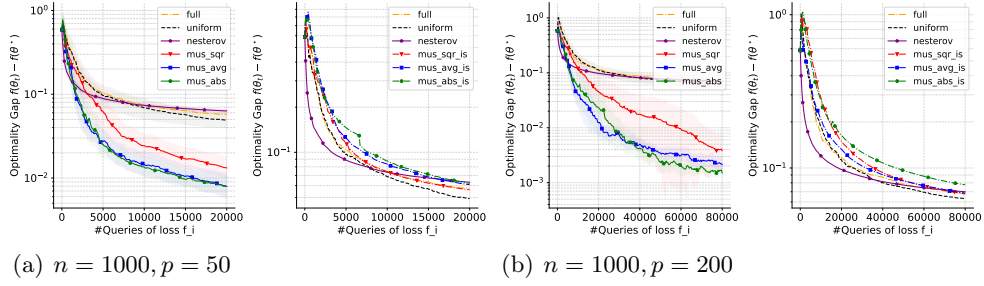 10⁰
10⁻¹
10⁻²
Optimality Gap f(θₜ) − f(θ⋆)
0 5000 10000 15000 20000
#Queries of loss f_i
full
uniform
nesterov
mus_sqr
mus_avg
mus_abs
10⁻¹
Optimality Gap f(θₜ) − f(θ⋆)
0 5000 10000 15000 20000
#Queries of loss f_i
full
uniform
nesterov
mus_sqr_is
mus_avg_is
mus_abs_is
(a) n = 1000, p = 50
10⁰
10⁻¹
10⁻²
10⁻³
Optimality Gap f(θₜ) − f(θ⋆)
0 20000 40000 60000 80000
#Queries of loss f_i
full
uniform
nesterov
mus_sqr
mus_avg
mus_abs
10⁰
10⁻¹
Optimality Gap f(θₜ) − f(θ⋆)
0 20000 40000 60000 80000
#Queries of loss f_i
full
uniform
nesterov
mus_sqr_is
mus_avg_is
mus_abs_is
(b) n = 1000, p = 200